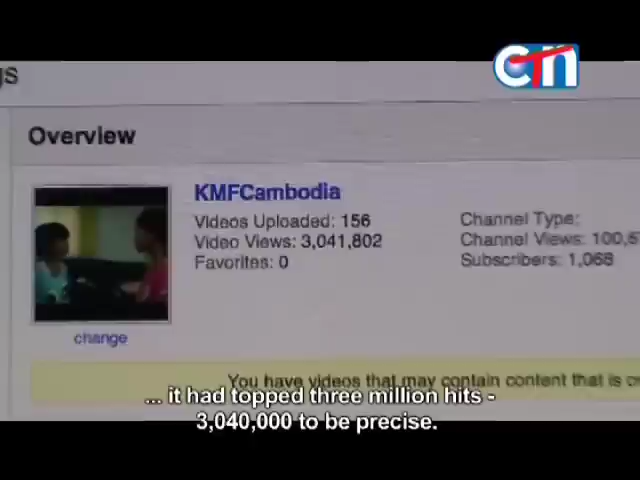 CTN
gs
Overview
KMFCambodia
Videos Uploaded: 156
Video Views: 3,041,802
Favorites: 0
Channel Type:
Channel Views: 100,6
Subscribers: 1,068
change
You have videos that may contain content that is
... it had topped three million hits -
3,040,000 to be precise.